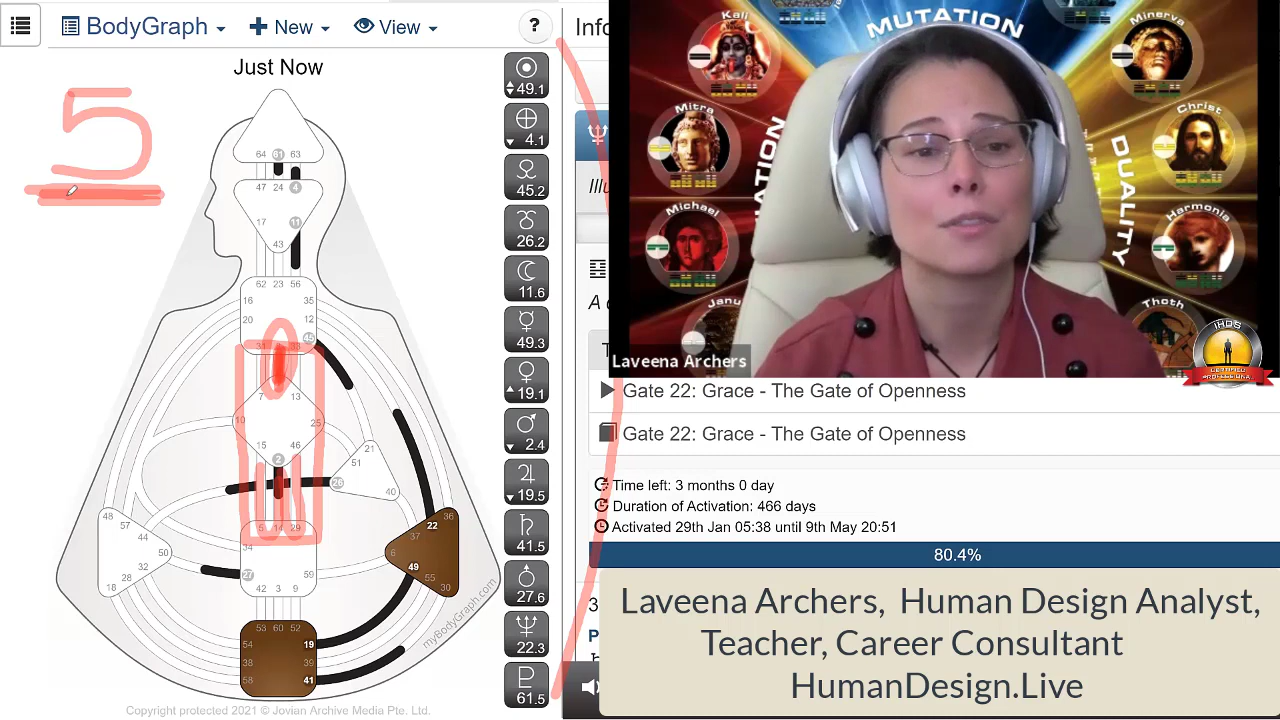 BodyGraph
New
View
?
Info
Just Now
5
64 61 63
47 24 4
17 11
43
62 23 56
16 35
20 12
45
31 33
7 13
10 25
15 46
2
21
51
26
40
48
57
44
50
32
28
18
5 14 29
34
27 59
42 3 9
36
22
37
6
49
55
30
53 60 52
54 19
38 39
58 41
49.1
4.1
45.2
26.2
11.6
49.3
19.1
2.4
19.5
41.5
27.6
22.3
61.5
myBodyGraph.com
Copyright protected 2021 © Jovian Archive Media Pte. Ltd.
MUTATION
DUALITY
Kali
Minerva
Mitra
Christ
Michael
Harmonia
Janu
Thoth
IHDS
CERTIFIED
PROFESSIONAL
Laveena Archers
Illu
A
T
Gate 22: Grace - The Gate of Openness
Gate 22: Grace - The Gate of Openness
Time left: 3 months 0 day
Duration of Activation: 466 days
Activated 29th Jan 05:38 until 9th May 20:51
80.4%
3
P
Laveena Archers, Human Design Analyst,
Teacher, Career Consultant
HumanDesign.Live